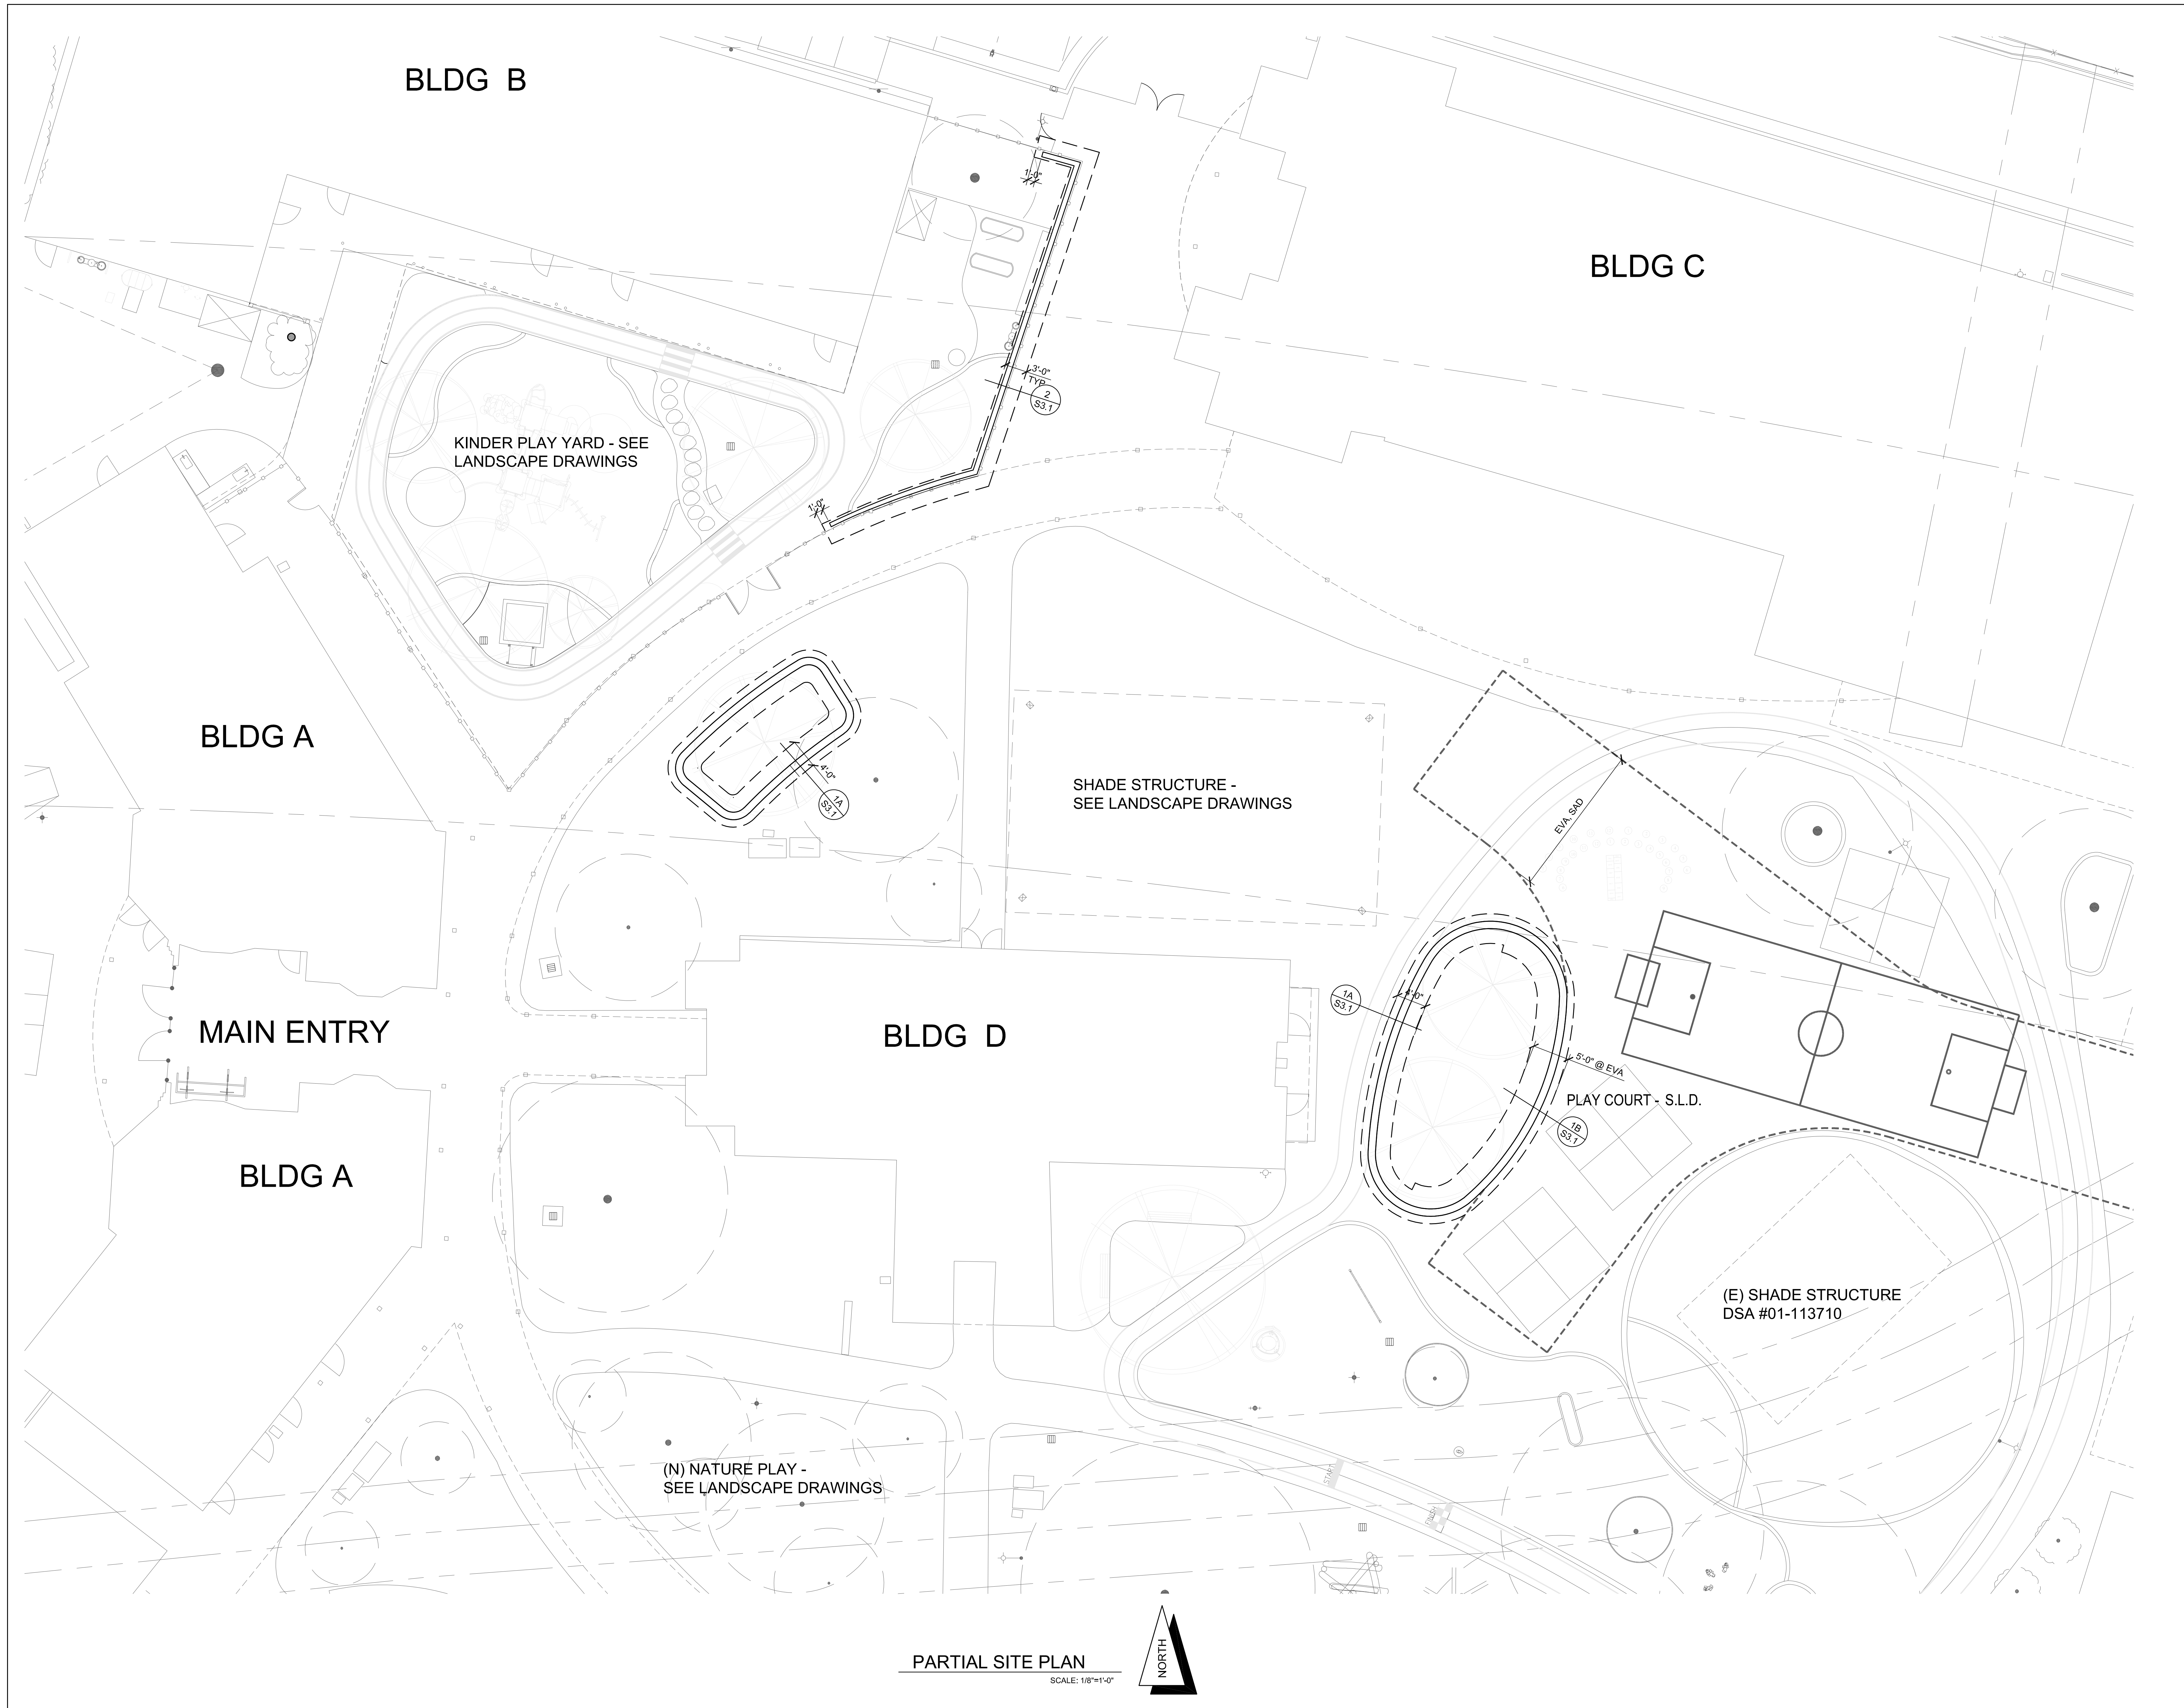 BLDG B
1'-0"
BLDG C
3'-0"
TYP.
2
S3.1
KINDER PLAY YARD - SEE
LANDSCAPE DRAWINGS
1'-0"
BLDG A
4'-0"
1A
S3.1
SHADE STRUCTURE -
SEE LANDSCAPE DRAWINGS
EVA, SAD
MAIN ENTRY
BLDG D
1A
S3.1
4'-0"
5'-0" @ EVA
PLAY COURT - S.L.D.
1B
S3.1
BLDG A
(E) SHADE STRUCTURE
DSA #01-113710
(N) NATURE PLAY -
SEE LANDSCAPE DRAWINGS
START
PARTIAL SITE PLAN
SCALE: 1/8"=1'-0"
NORTH